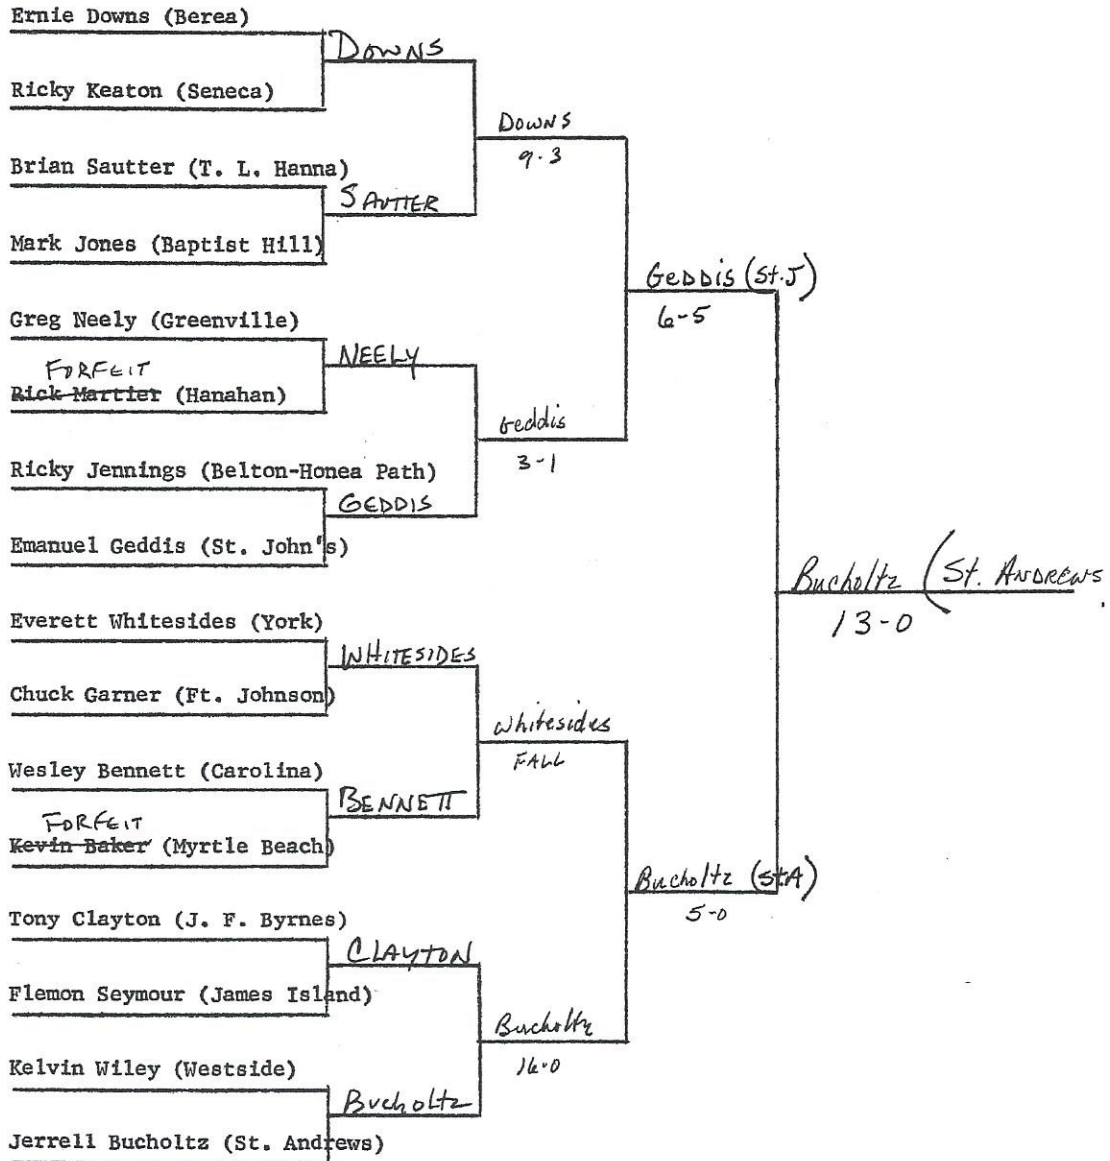 Ernie Downs (Berea)
DOWNS
Ricky Keaton (Seneca)
DOWNS
9-3
Brian Sautter (T. L. Hanna)
SAUTTER
Mark Jones (Baptist Hill)
Geddis (St.J)
6-5
Greg Neely (Greenville)
NEELY
FORFEIT
Rick Martier (Hanahan)
Geddis
3-1
Ricky Jennings (Belton-Honea Path)
GEDDIS
Emanuel Geddis (St. John's)
Bucholtz (St. ANDREWS
13-0
Everett Whitesides (York)
WHITESIDES
Chuck Garner (Ft. Johnson)
Whitesides
FALL
Wesley Bennett (Carolina)
BENNETT
FORFEIT
Kevin Baker (Myrtle Beach)
Bucholtz (StA)
5-0
Tony Clayton (J. F. Byrnes)
CLAYTON
Flemon Seymour (James Island)
Bucholtz
16-0
Kelvin Wiley (Westside)
Bucholtz
Jerrell Bucholtz (St. Andrews)